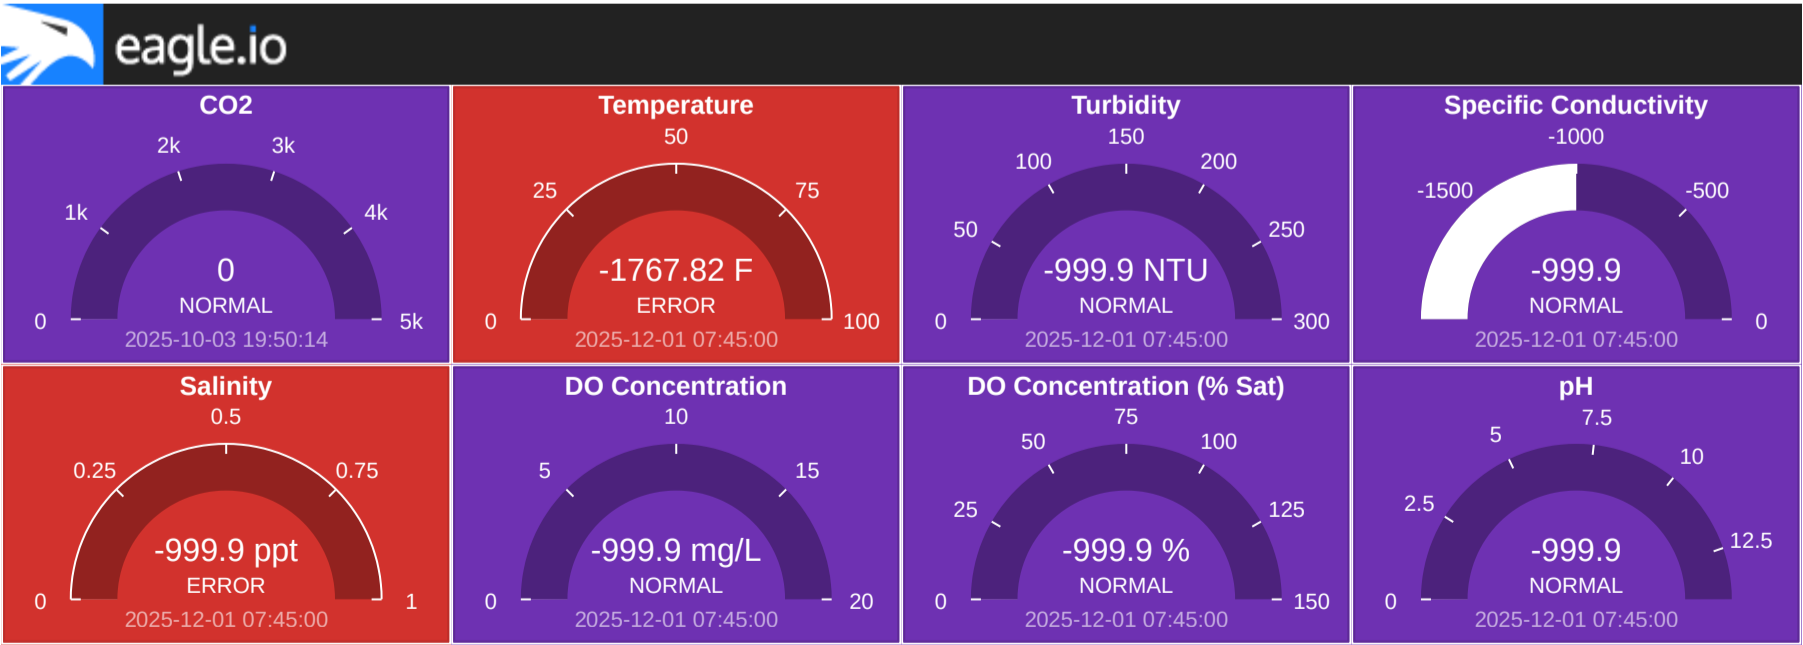 eagle.io
CO2
2k
3k
1k
4k
0
NORMAL
0
5k
2025-10-03 19:50:14
Temperature
50
25
75
-1767.82 F
ERROR
0
100
2025-12-01 07:45:00
Turbidity
150
100
200
50
250
-999.9 NTU
NORMAL
0
300
2025-12-01 07:45:00
Specific Conductivity
-1000
-1500
-500
-999.9
NORMAL
0
2025-12-01 07:45:00
Salinity
0.5
0.25
0.75
-999.9 ppt
ERROR
0
1
2025-12-01 07:45:00
DO Concentration
10
5
15
-999.9 mg/L
NORMAL
0
20
2025-12-01 07:45:00
DO Concentration (% Sat)
75
50
100
25
125
-999.9 %
NORMAL
0
150
2025-12-01 07:45:00
pH
7.5
5
10
2.5
12.5
-999.9
NORMAL
0
2025-12-01 07:45:00